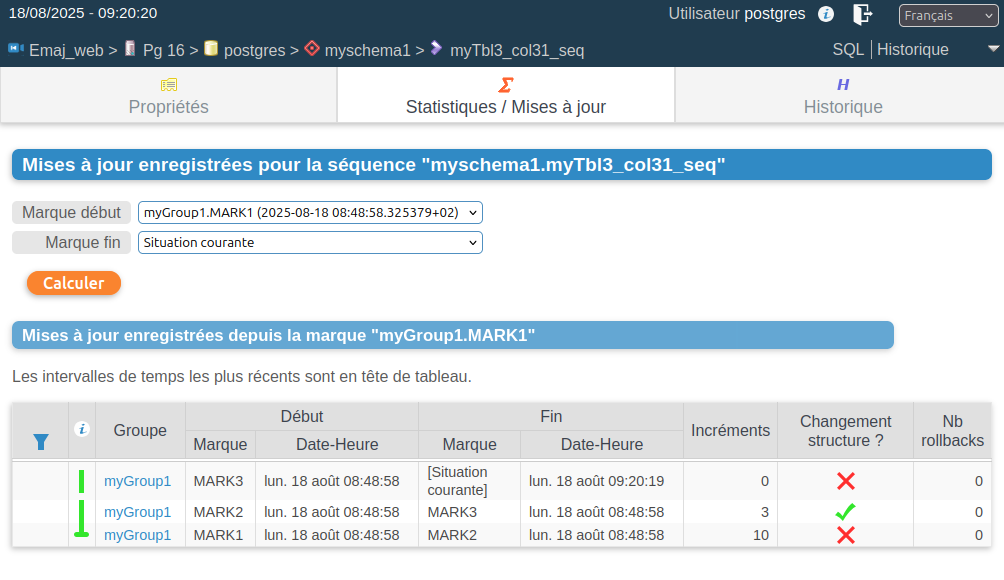 18/08/2025 - 09:20:20 Utilisateur postgres i Français
Emaj_web > Pg 16 > postgres > myschema1 > myTbl3_col31_seq SQL Historique
Σ H
Propriétés Statistiques / Mises à jour Historique
Mises à jour enregistrées pour la séquence "myschema1.myTbl3_col31_seq"
Marque début myGroup1.MARK1 (2025-08-18 08:48:58.325379+02)
Marque fin Situation courante
Calculer
Mises à jour enregistrées depuis la marque "myGroup1.MARK1"
Les intervalles de temps les plus récents sont en tête de tableau.
i Groupe Début Fin Incréments Changement structure ? Nb rollbacks
Marque Date-Heure Marque Date-Heure
myGroup1 MARK3 lun. 18 août 08:48:58 [Situation courante] lun. 18 août 09:20:19 0 0
myGroup1 MARK2 lun. 18 août 08:48:58 MARK3 lun. 18 août 08:48:58 3 0
myGroup1 MARK1 lun. 18 août 08:48:58 MARK2 lun. 18 août 08:48:58 10 0